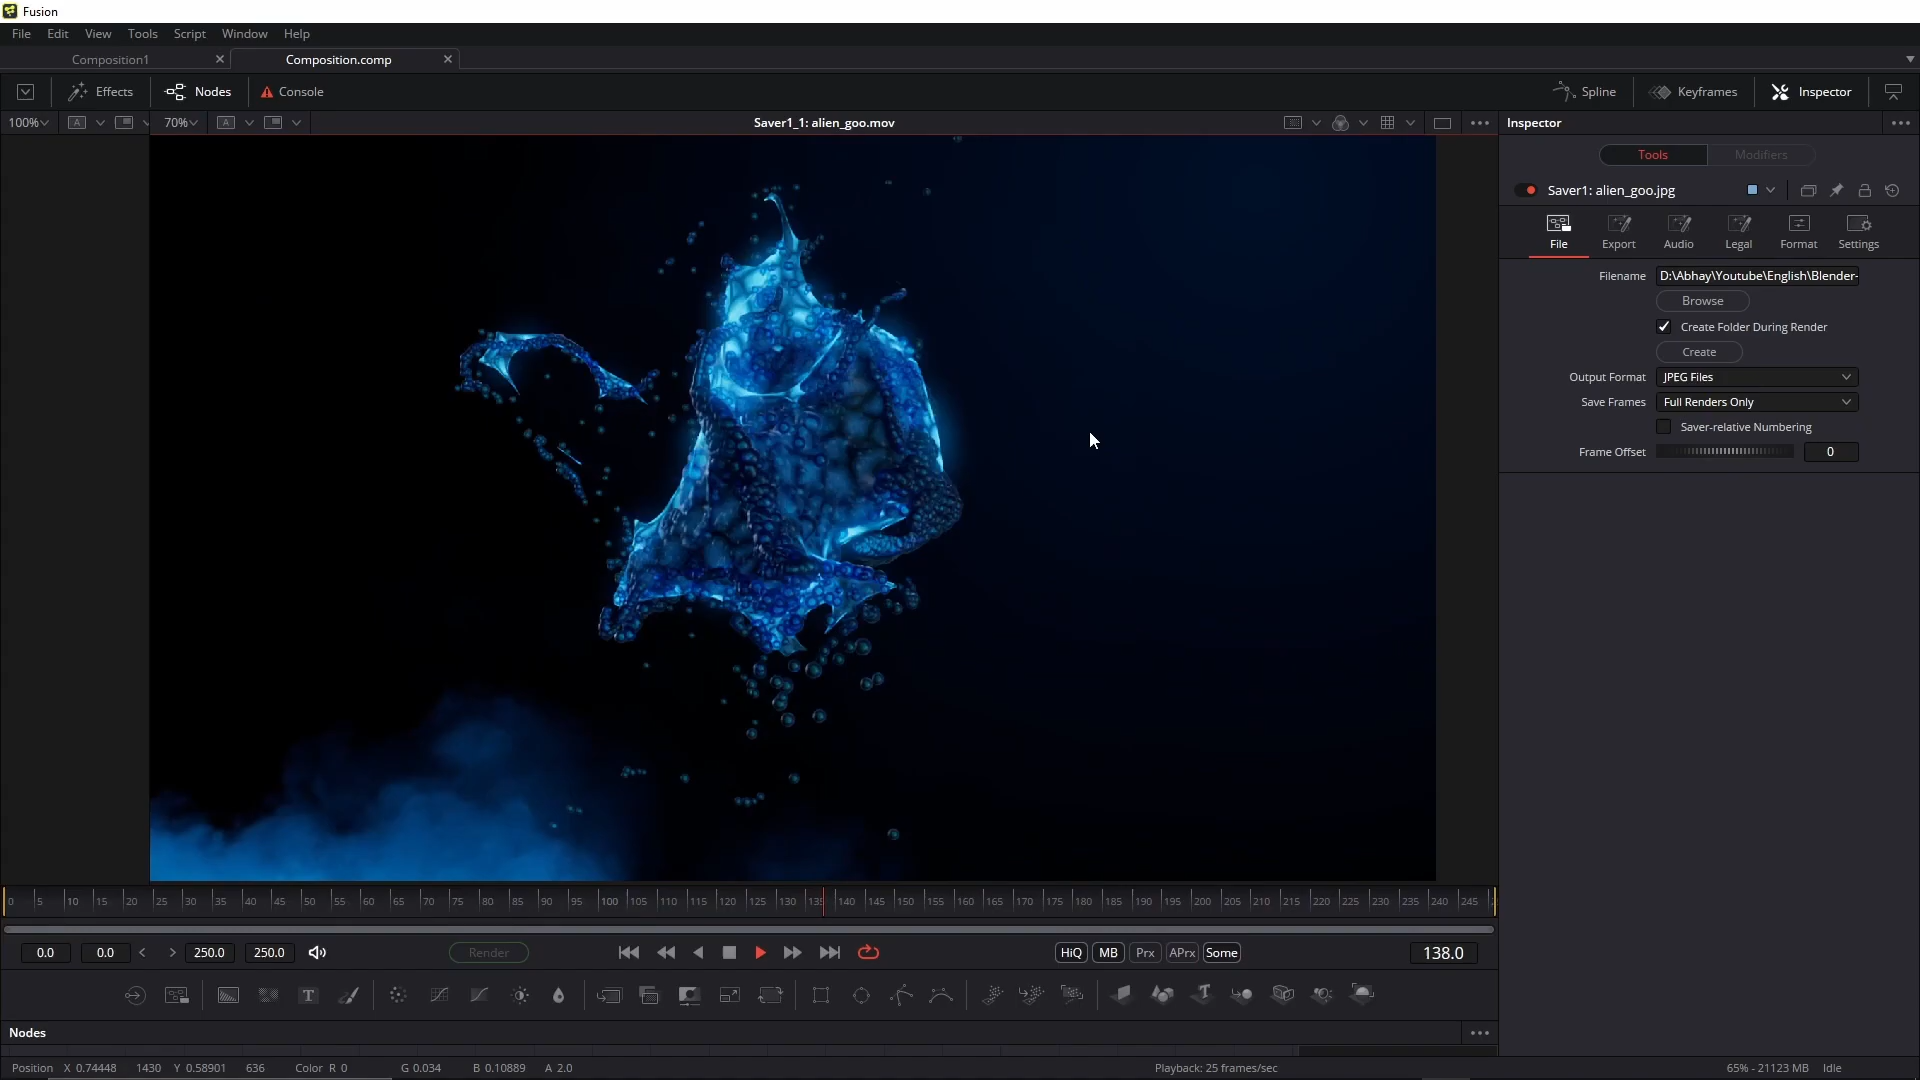 Fusion
File Edit View Tools Script Window Help
Composition1 Composition.comp
Effects Nodes Console Spline Keyframes Inspector
100% A 70% A Saver1_1: alien_goo.mov Inspector
Tools Modifiers
Saver1: alien_goo.jpg
File Export Audio Legal Format Settings
Filename D:\Abhay\Youtube\English\Blender-
Browse
Create Folder During Render
Create
Output Format JPEG Files
Save Frames Full Renders Only
Saver-relative Numbering
Frame Offset 0
0 5 10 15 20 25 30 35 40 45 50 55 60 65 70 75 80 85 90 95 100 105 110 115 120 125 130 135 140 145 150 155 160 165 170 175 180 185 190 195 200 205 210 215 220 225 230 235 240 245
0.0 0.0 < > 250.0 250.0 Render HiQ MB Prx APrx Some 138.0
T T
Nodes
Position X 0.74448 1430 Y 0.58901 636 Color R 0 G 0.034 B 0.10889 A 2.0 Playback: 25 frames/sec 65% - 21123 MB Idle